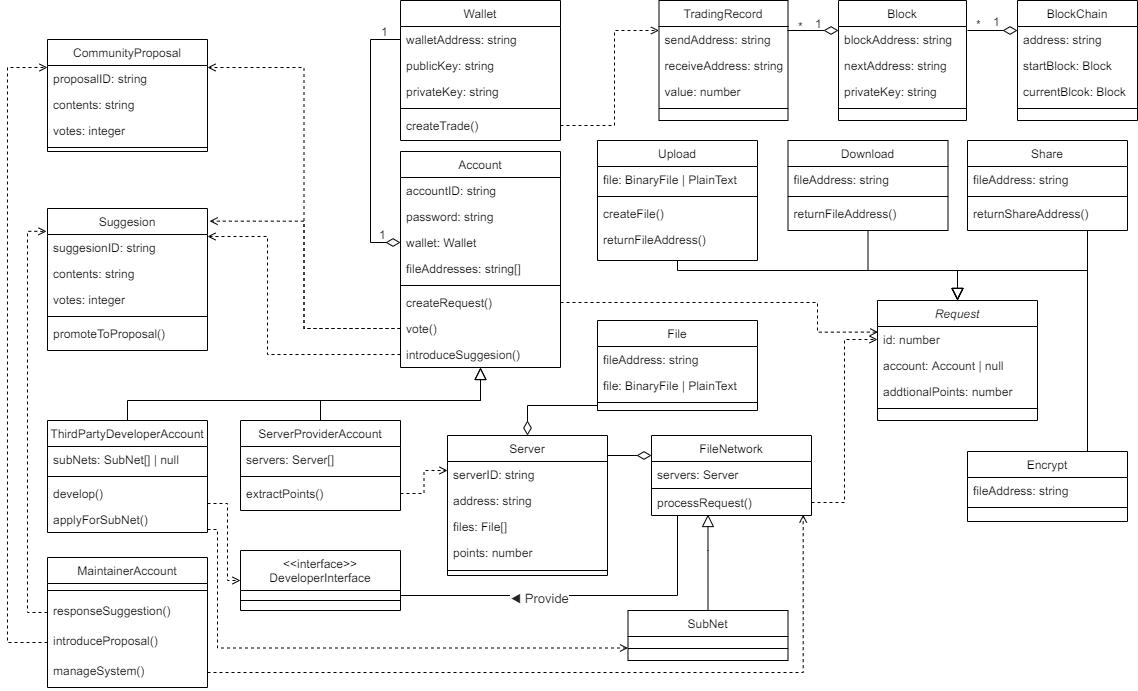 Wallet
walletAddress: string
publicKey: string
privateKey: string
createTrade()
TradingRecord
sendAddress: string
receiveAddress: string
value: number
* 1
Block
blockAddress: string
nextAddress: string
privateKey: string
* 1
BlockChain
address: string
startBlock: Block
currentBlcok: Block
CommunityProposal
proposalID: string
contents: string
votes: integer
1
1
Account
accountID: string
password: string
wallet: Wallet
fileAddresses: string[]
createRequest()
vote()
introduceSuggesion()
Upload
file: BinaryFile | PlainText
createFile()
returnFileAddress()
Download
fileAddress: string
returnFileAddress()
Share
fileAddress: string
returnShareAddress()
Suggesion
suggesionID: string
contents: string
votes: integer
promoteToProposal()
Request
id: number
account: Account | null
addtionalPoints: number
File
fileAddress: string
file: BinaryFile | PlainText
ThirdPartyDeveloperAccount
subNets: SubNet[] | null
develop()
applyForSubNet()
ServerProviderAccount
servers: Server[]
extractPoints()
Server
serverID: string
address: string
files: File[]
points: number
FileNetwork
servers: Server
processRequest()
Encrypt
fileAddress: string
MaintainerAccount
responseSuggestion()
introduceProposal()
manageSystem()
<<interface>>
DeveloperInterface
◀ Provide
SubNet